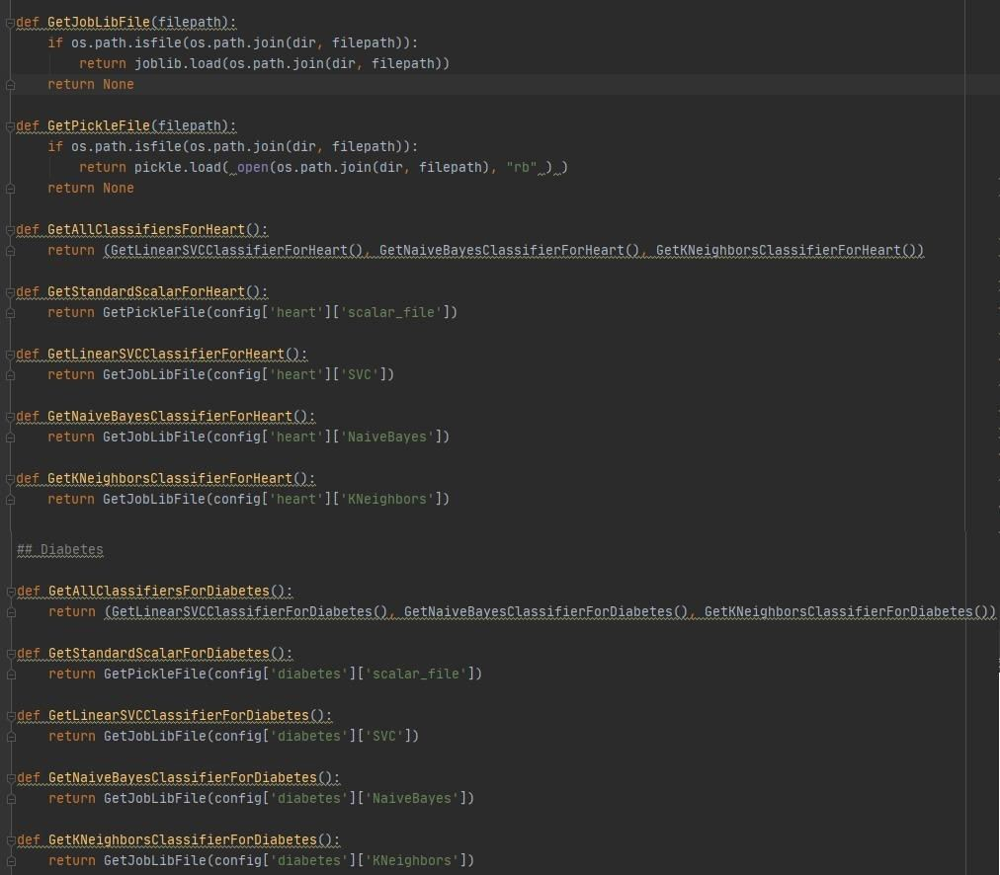 def GetJobLibFile(filepath):
    if os.path.isfile(os.path.join(dir, filepath)):
        return joblib.load(os.path.join(dir, filepath))
    return None

def GetPickleFile(filepath):
    if os.path.isfile(os.path.join(dir, filepath)):
        return pickle.load( open(os.path.join(dir, filepath), "rb" ) )
    return None

def GetAllClassifiersForHeart():
    return (GetLinearSVCClassifierForHeart(), GetNaiveBayesClassifierForHeart(), GetKNeighborsClassifierForHeart())

def GetStandardScalarForHeart():
    return GetPickleFile(config['heart']['scalar_file'])

def GetLinearSVCClassifierForHeart():
    return GetJobLibFile(config['heart']['SVC'])

def GetNaiveBayesClassifierForHeart():
    return GetJobLibFile(config['heart']['NaiveBayes'])

def GetKNeighborsClassifierForHeart():
    return GetJobLibFile(config['heart']['KNeighbors'])

## Diabetes

def GetAllClassifiersForDiabetes():
    return (GetLinearSVCClassifierForDiabetes(), GetNaiveBayesClassifierForDiabetes(), GetKNeighborsClassifierForDiabetes())

def GetStandardScalarForDiabetes():
    return GetPickleFile(config['diabetes']['scalar_file'])

def GetLinearSVCClassifierForDiabetes():
    return GetJobLibFile(config['diabetes']['SVC'])

def GetNaiveBayesClassifierForDiabetes():
    return GetJobLibFile(config['diabetes']['NaiveBayes'])

def GetKNeighborsClassifierForDiabetes():
    return GetJobLibFile(config['diabetes']['KNeighbors'])